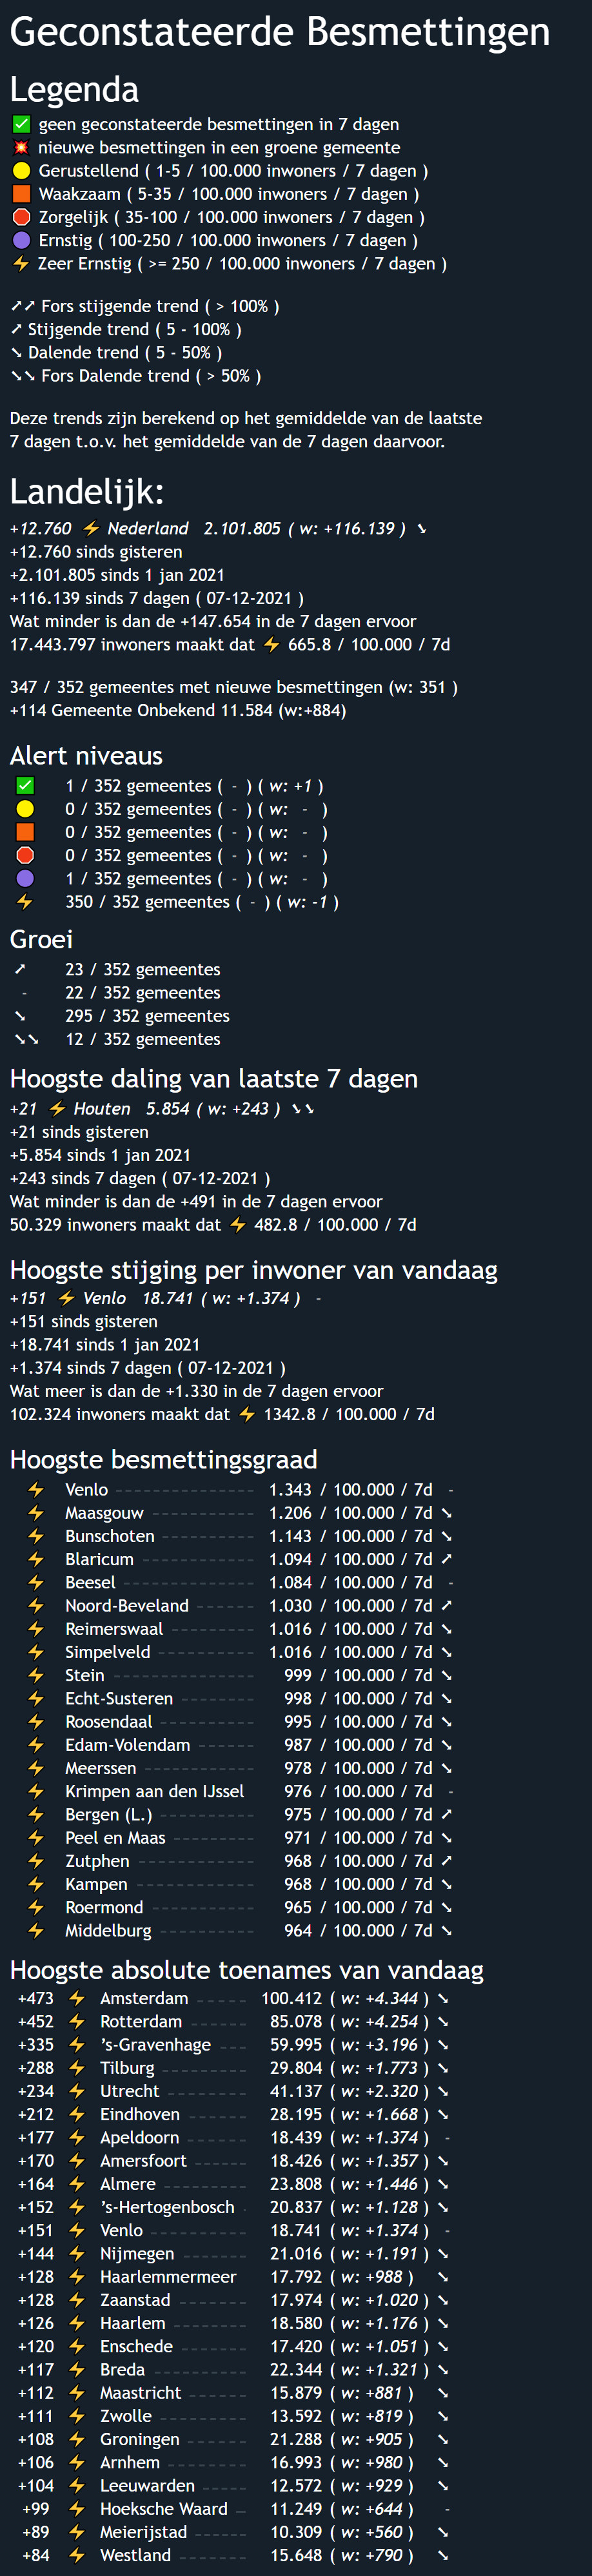 Geconstateerde Besmettingen
Legenda
✅ geen geconstateerde besmettingen in 7 dagen
💥 nieuwe besmettingen in een groene gemeente
🟡 Gerustellend ( 1-5 / 100.000 inwoners / 7 dagen )
🟧 Waakzaam ( 5-35 / 100.000 inwoners / 7 dagen )
🛑 Zorgelijk ( 35-100 / 100.000 inwoners / 7 dagen )
🟣 Ernstig ( 100-250 / 100.000 inwoners / 7 dagen )
⚡ Zeer Ernstig ( >= 250 / 100.000 inwoners / 7 dagen )
➚➚ Fors stijgende trend ( > 100% )
➚ Stijgende trend ( 5 - 100% )
➘ Dalende trend ( 5 - 50% )
➘➘ Fors Dalende trend ( > 50% )
Deze trends zijn berekend op het gemiddelde van de laatste
7 dagen t.o.v. het gemiddelde van de 7 dagen daarvoor.
Landelijk:
+12.760 ⚡ Nederland 2.101.805 ( w: +116.139 ) ➘
+12.760 sinds gisteren
+2.101.805 sinds 1 jan 2021
+116.139 sinds 7 dagen ( 07-12-2021 )
Wat minder is dan de +147.654 in de 7 dagen ervoor
17.443.797 inwoners maakt dat ⚡ 665.8 / 100.000 / 7d
347 / 352 gemeentes met nieuwe besmettingen (w: 351 )
+114 Gemeente Onbekend 11.584 (w:+884)
Alert niveaus
✅ 1 / 352 gemeentes ( - ) ( w: +1 )
🟡 0 / 352 gemeentes ( - ) ( w: - )
🟧 0 / 352 gemeentes ( - ) ( w: - )
🛑 0 / 352 gemeentes ( - ) ( w: - )
🟣 1 / 352 gemeentes ( - ) ( w: - )
⚡ 350 / 352 gemeentes ( - ) ( w: -1 )
Groei
➚ 23 / 352 gemeentes
- 22 / 352 gemeentes
➘ 295 / 352 gemeentes
➘➘ 12 / 352 gemeentes
Hoogste daling van laatste 7 dagen
+21 ⚡ Houten 5.854 ( w: +243 ) ➘➘
+21 sinds gisteren
+5.854 sinds 1 jan 2021
+243 sinds 7 dagen ( 07-12-2021 )
Wat minder is dan de +491 in de 7 dagen ervoor
50.329 inwoners maakt dat ⚡ 482.8 / 100.000 / 7d
Hoogste stijging per inwoner van vandaag
+151 ⚡ Venlo 18.741 ( w: +1.374 ) -
+151 sinds gisteren
+18.741 sinds 1 jan 2021
+1.374 sinds 7 dagen ( 07-12-2021 )
Wat meer is dan de +1.330 in de 7 dagen ervoor
102.324 inwoners maakt dat ⚡ 1342.8 / 100.000 / 7d
Hoogste besmettingsgraad
⚡ Venlo 1.343 / 100.000 / 7d -
⚡ Maasgouw 1.206 / 100.000 / 7d ➘
⚡ Bunschoten 1.143 / 100.000 / 7d ➘
⚡ Blaricum 1.094 / 100.000 / 7d ➚
⚡ Beesel 1.084 / 100.000 / 7d -
⚡ Noord-Beveland 1.030 / 100.000 / 7d ➚
⚡ Reimerswaal 1.016 / 100.000 / 7d ➘
⚡ Simpelveld 1.016 / 100.000 / 7d ➘
⚡ Stein 999 / 100.000 / 7d ➘
⚡ Echt-Susteren 998 / 100.000 / 7d ➘
⚡ Roosendaal 995 / 100.000 / 7d ➘
⚡ Edam-Volendam 987 / 100.000 / 7d ➘
⚡ Meerssen 978 / 100.000 / 7d ➘
⚡ Krimpen aan den IJssel 976 / 100.000 / 7d -
⚡ Bergen (L.) 975 / 100.000 / 7d ➚
⚡ Peel en Maas 971 / 100.000 / 7d ➘
⚡ Zutphen 968 / 100.000 / 7d ➚
⚡ Kampen 968 / 100.000 / 7d ➘
⚡ Roermond 965 / 100.000 / 7d ➘
⚡ Middelburg 964 / 100.000 / 7d ➘
Hoogste absolute toenames van vandaag
+473 ⚡ Amsterdam 100.412 ( w: +4.344 ) ➘
+452 ⚡ Rotterdam 85.078 ( w: +4.254 ) ➘
+335 ⚡ ’s-Gravenhage 59.995 ( w: +3.196 ) ➘
+288 ⚡ Tilburg 29.804 ( w: +1.773 ) ➘
+234 ⚡ Utrecht 41.137 ( w: +2.320 ) ➘
+212 ⚡ Eindhoven 28.195 ( w: +1.668 ) ➘
+177 ⚡ Apeldoorn 18.439 ( w: +1.374 ) -
+170 ⚡ Amersfoort 18.426 ( w: +1.357 ) ➘
+164 ⚡ Almere 23.808 ( w: +1.446 ) ➘
+152 ⚡ ’s-Hertogenbosch 20.837 ( w: +1.128 ) ➘
+151 ⚡ Venlo 18.741 ( w: +1.374 ) -
+144 ⚡ Nijmegen 21.016 ( w: +1.191 ) ➘
+128 ⚡ Haarlemmermeer 17.792 ( w: +988 ) ➘
+128 ⚡ Zaanstad 17.974 ( w: +1.020 ) ➘
+126 ⚡ Haarlem 18.580 ( w: +1.176 ) ➘
+120 ⚡ Enschede 17.420 ( w: +1.051 ) ➘
+117 ⚡ Breda 22.344 ( w: +1.321 ) ➘
+112 ⚡ Maastricht 15.879 ( w: +881 ) ➘
+111 ⚡ Zwolle 13.592 ( w: +819 ) ➘
+108 ⚡ Groningen 21.288 ( w: +905 ) ➘
+106 ⚡ Arnhem 16.993 ( w: +980 ) ➘
+104 ⚡ Leeuwarden 12.572 ( w: +929 ) ➘
+99 ⚡ Hoeksche Waard 11.249 ( w: +644 ) -
+89 ⚡ Meierijstad 10.309 ( w: +560 ) ➘
+84 ⚡ Westland 15.648 ( w: +790 ) ➘